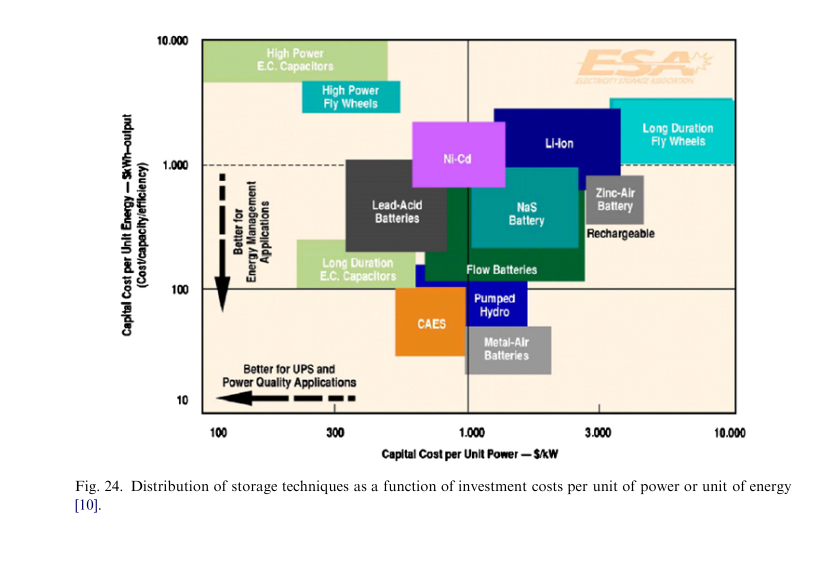 10.000
High Power
E.C. Capacitors
ESA
ELECTRICITY STORAGE ASSOCIATION
High Power
Fly Wheels
Long Duration
Fly Wheels
Li-Ion
Ni-Cd
1.000
Zinc-Air
Battery
Rechargeable
Lead-Acid
Batteries
NaS
Battery
Better for
Energy Management
Applications
Capital Cost per Unit Energy — $kWh–output
(Cost/capacity/efficiency)
Long Duration
E.C. Capacitors
Flow Batteries
100
Pumped
Hydro
CAES
Metal-Air
Batteries
Better for UPS and
Power Quality Applications
10
100
300
1.000
3.000
10.000
Capital Cost per Unit Power — $/kW
Fig. 24. Distribution of storage techniques as a function of investment costs per unit of power or unit of energy
[10].